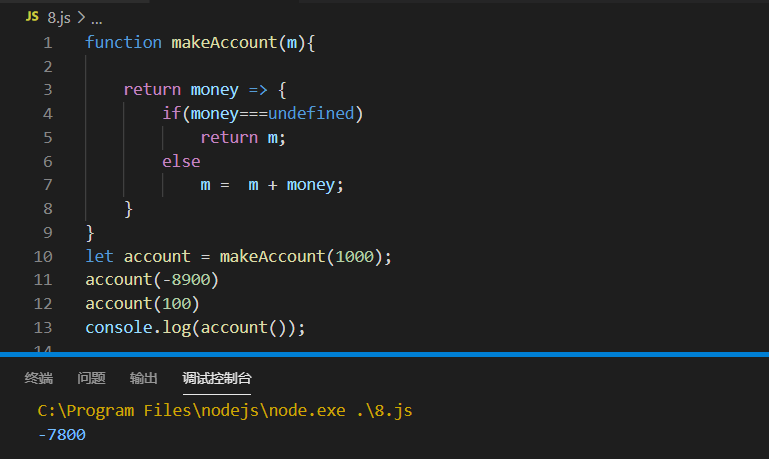 JS 8.js > ...
1 function makeAccount(m){
2
3 return money => {
4 if(money===undefined)
5 return m;
6 else
7 m =  m + money;
8 }
9 }
10 let account = makeAccount(1000);
11 account(-8900)
12 account(100)
13 console.log(account());
14
终端 问题 输出 调试控制台
C:\Program Files\nodejs\node.exe .\8.js
-7800